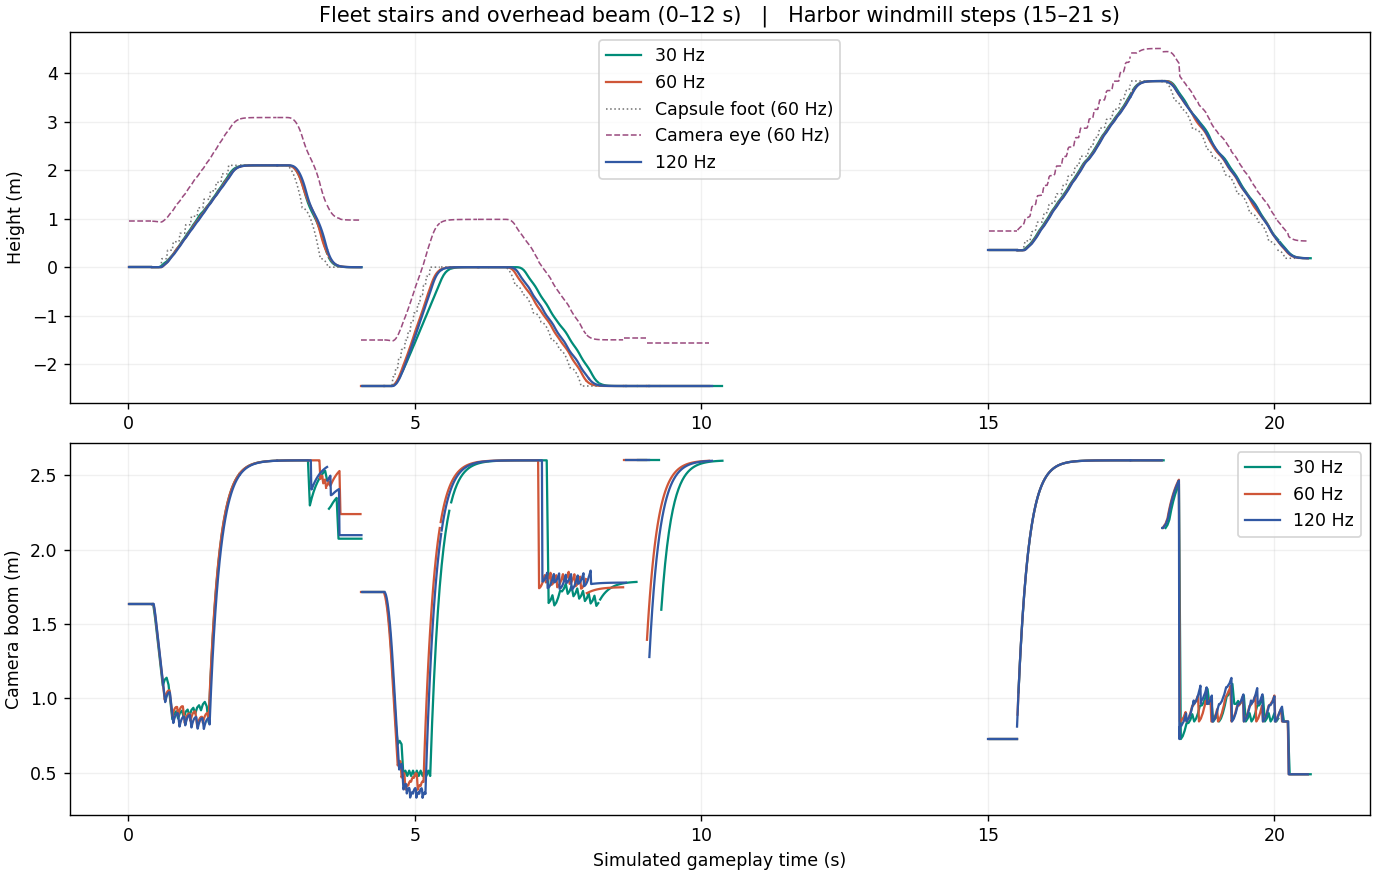 Fleet stairs and overhead beam (0–12 s)   |   Harbor windmill steps (15–21 s)
Height (m)
4
3
2
1
0
−1
−2
30 Hz
60 Hz
Capsule foot (60 Hz)
Camera eye (60 Hz)
120 Hz
0
5
10
15
20
Camera boom (m)
2.5
2.0
1.5
1.0
0.5
30 Hz
60 Hz
120 Hz
0
5
10
15
20
Simulated gameplay time (s)